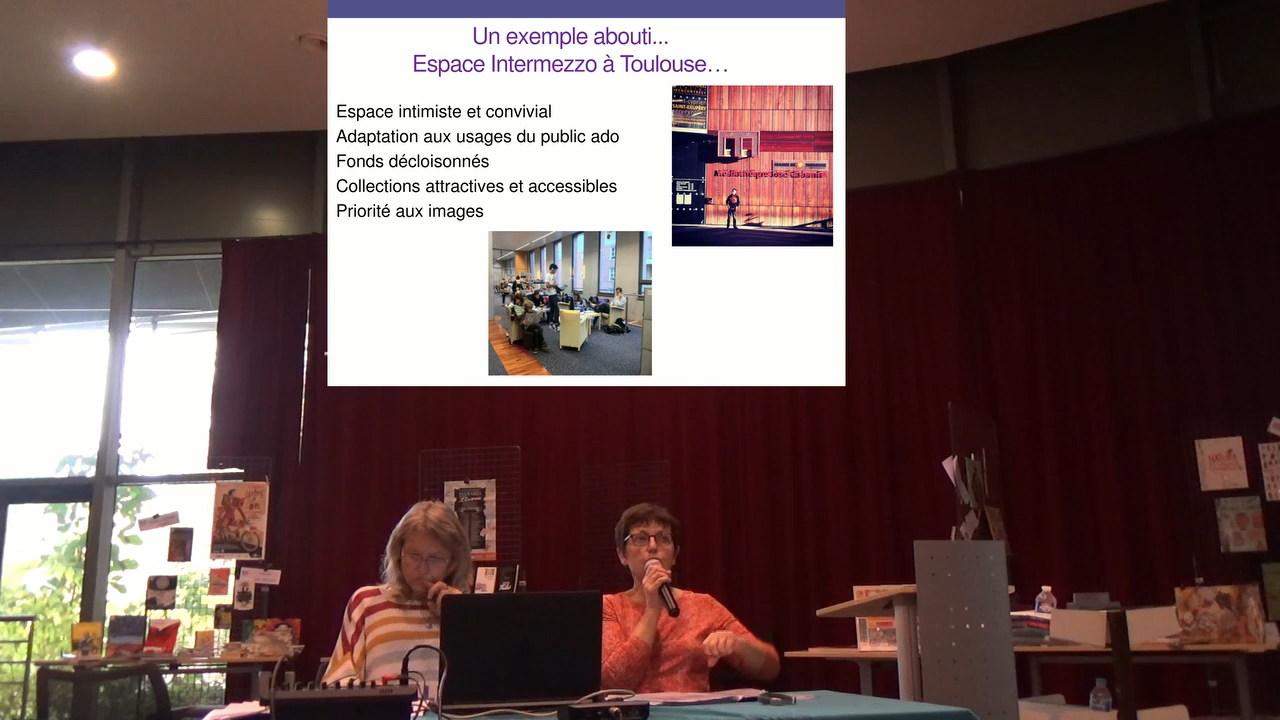 Un exemple abouti...
Espace Intermezzo à Toulouse…
Espace intimiste et convivial
Adaptation aux usages du public ado
Fonds décloisonnés
Collections attractives et accessibles
Priorité aux images
Médiathèque José Cabanis